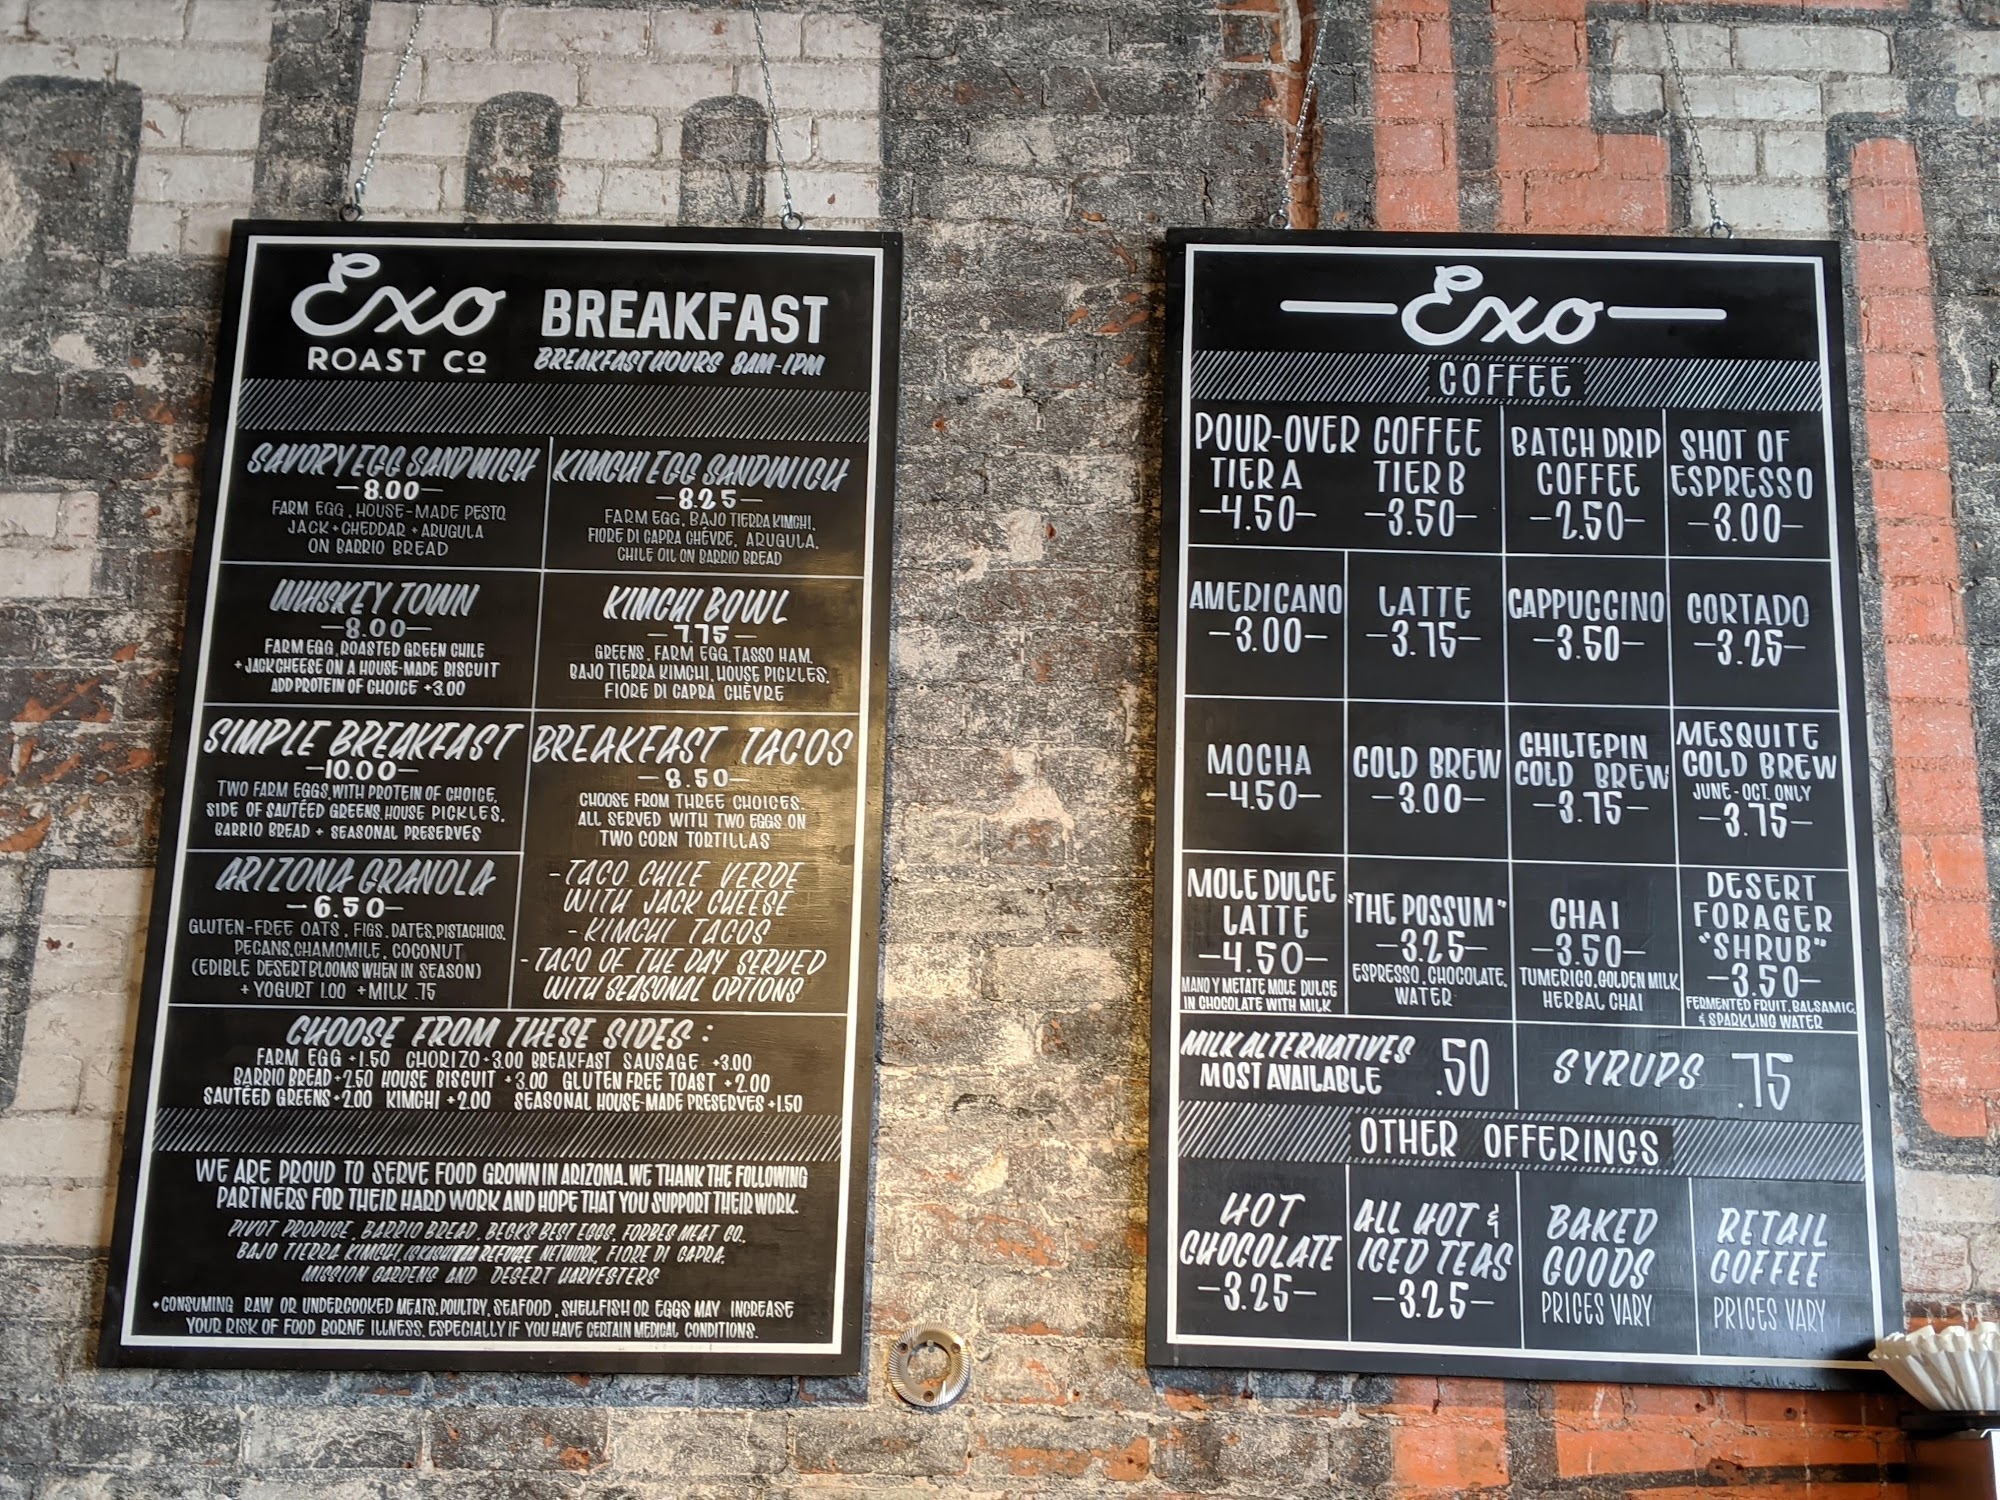 Exo
ROAST CO
BREAKFAST
BREAKFAST HOURS 8AM-1PM
SAVORY EGG SANDWICH
-8.00-
FARM EGG, HOUSE-MADE PESTO,
JACK + CHEDDAR + ARUGULA
ON BARRIO BREAD
KIMCHI EGG SANDWICH
-8.25-
FARM EGG, BAJO TIERRA KIMCHI,
FIORE DI CAPRA CHÉVRE, ARUGULA,
CHILE OIL ON BARRIO BREAD
WHISKEY TOWN
-8.00-
FARM EGG, ROASTED GREEN CHILE
+ JACK CHEESE ON A HOUSE-MADE BISCUIT
ADD PROTEIN OF CHOICE +3.00
KIMCHI BOWL
-7.75-
GREENS, FARM EGG, TASSO HAM,
BAJO TIERRA KIMCHI, HOUSE PICKLES,
FIORE DI CAPRA CHÉVRE
SIMPLE BREAKFAST
-10.00-
TWO FARM EGGS, WITH PROTEIN OF CHOICE,
SIDE OF SAUTÉED GREENS, HOUSE PICKLES,
BARRIO BREAD + SEASONAL PRESERVES
BREAKFAST TACOS
-8.50-
CHOOSE FROM THREE CHOICES.
ALL SERVED WITH TWO EGGS ON
TWO CORN TORTILLAS
-TACO CHILE VERDE
WITH JACK CHEESE
-KIMCHI TACOS
-TACO OF THE DAY SERVED
WITH SEASONAL OPTIONS
ARIZONA GRANOLA
-6.50-
GLUTEN-FREE OATS, FIGS, DATES, PISTACHIOS,
PECANS, CHAMOMILE, COCONUT
(EDIBLE DESERT BLOOMS WHEN IN SEASON)
+ YOGURT 1.00 +MILK .75
CHOOSE FROM THESE SIDES:
FARM EGG +1.50 CHORIZO +3.00 BREAKFAST SAUSAGE +3.00
BARRIO BREAD +2.50 HOUSE BISCUIT +3.00 GLUTEN FREE TOAST +2.00
SAUTÉED GREENS +2.00 KIMCHI +2.00 SEASONAL HOUSE-MADE PRESERVES +1.50
WE ARE PROUD TO SERVE FOOD GROWN IN ARIZONA. WE THANK THE FOLLOWING
PARTNERS FOR THEIR HARD WORK AND HOPE THAT YOU SUPPORT THEIR WORK.
PIVOT PRODUCE, BARRIO BREAD, BECK'S BEST EGGS, FORBES MEAT CO.,
BAJO TIERRA KIMCHI, ISKASHITAA REFUGEE NETWORK, FIORE DI CAPRA,
MISSION GARDENS AND DESERT HARVESTERS
*CONSUMING RAW OR UNDERCOOKED MEATS, POULTRY, SEAFOOD, SHELLFISH OR EGGS MAY INCREASE
YOUR RISK OF FOOD BORNE ILLNESS, ESPECIALLY IF YOU HAVE CERTAIN MEDICAL CONDITIONS.
Exo
COFFEE
POUR-OVER COFFEE
TIER A
-4.50-
TIER B
-3.50-
BATCH DRIP
COFFEE
-2.50-
SHOT OF
ESPRESSO
-3.00-
AMERICANO
-3.00-
LATTE
-3.75-
CAPPUCCINO
-3.50-
CORTADO
-3.25-
MOCHA
-4.50-
COLD BREW
-3.00-
CHILTEPIN
COLD BREW
-3.75-
MESQUITE
COLD BREW
JUNE-OCT. ONLY
-3.75-
MOLE DULCE
LATTE
-4.50-
MANO Y METATE MOLE DULCE
IN CHOCOLATE WITH MILK
"THE POSSUM"
-3.25-
ESPRESSO, CHOCOLATE,
WATER
CHAI
-3.50-
TUMERICO, GOLDEN MILK,
HERBAL CHAI
DESERT
FORAGER
"SHRUB"
-3.50-
FERMENTED FRUIT, BALSAMIC,
& SPARKLING WATER
MILK ALTERNATIVES
MOST AVAILABLE
.50
SYRUPS .75
OTHER OFFERINGS
HOT
CHOCOLATE
-3.25-
ALL HOT &
ICED TEAS
-3.25-
BAKED
GOODS
PRICES VARY
RETAIL
COFFEE
PRICES VARY